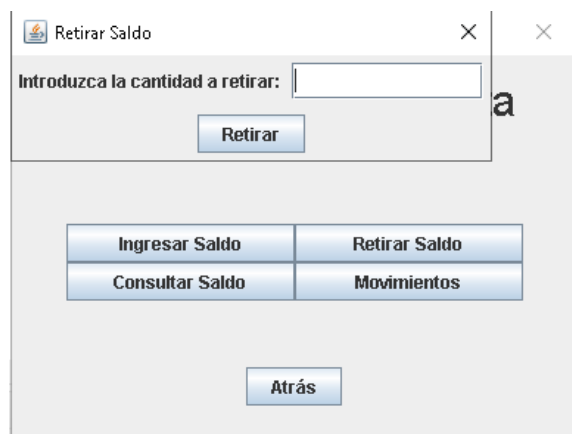 Retirar Saldo
Introduzca la cantidad a retirar:
Retirar
Ingresar Saldo
Retirar Saldo
Consultar Saldo
Movimientos
Atrás